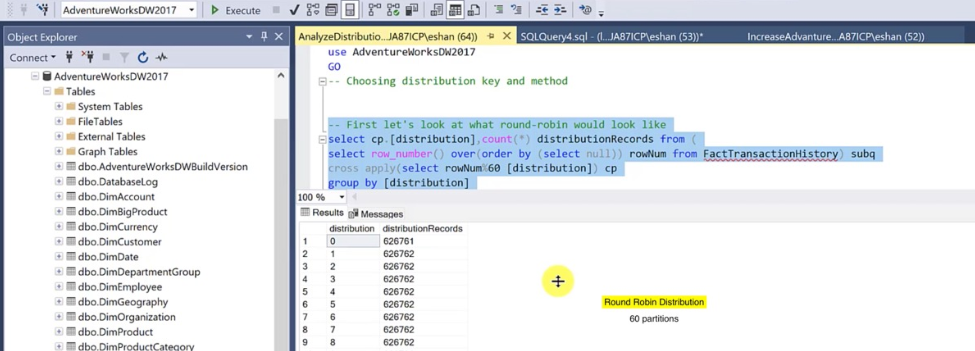 AdventureWorksDW2017
Execute
Object Explorer
Connect
AdventureWorksDW2017
Tables
System Tables
FileTables
External Tables
Graph Tables
dbo.AdventureWorksDWBuildVersion
dbo.DatabaseLog
dbo.DimAccount
dbo.DimBigProduct
dbo.DimCurrency
dbo.DimCustomer
dbo.DimDate
dbo.DimDepartmentGroup
dbo.DimEmployee
dbo.DimGeography
dbo.DimOrganization
dbo.DimProduct
dbo.DimProductCategory
AnalyzeDistributio...JA87ICP\eshan (64))
SQLQuery4.sql - (l...JA87ICP\eshan (53))*
IncreaseAdvanture...A87ICP\eshan (52))
use AdventureWorksDW2017
GO
-- Choosing distribution key and method
-- First let's look at what round-robin would look like
select cp.[distribution],count(*) distributionRecords from (
select row_number() over(order by (select null)) rowNum from FactTransactionHistory) subq
cross apply(select rowNum%60 [distribution]) cp
group by [distribution]
100 %
Results Messages
distribution distributionRecords
1 0 626761
2 1 626762
3 2 626762
4 3 626762
5 4 626762
6 5 626762
7 6 626762
8 7 626762
9 8 626762
Round Robin Distribution
60 partitions